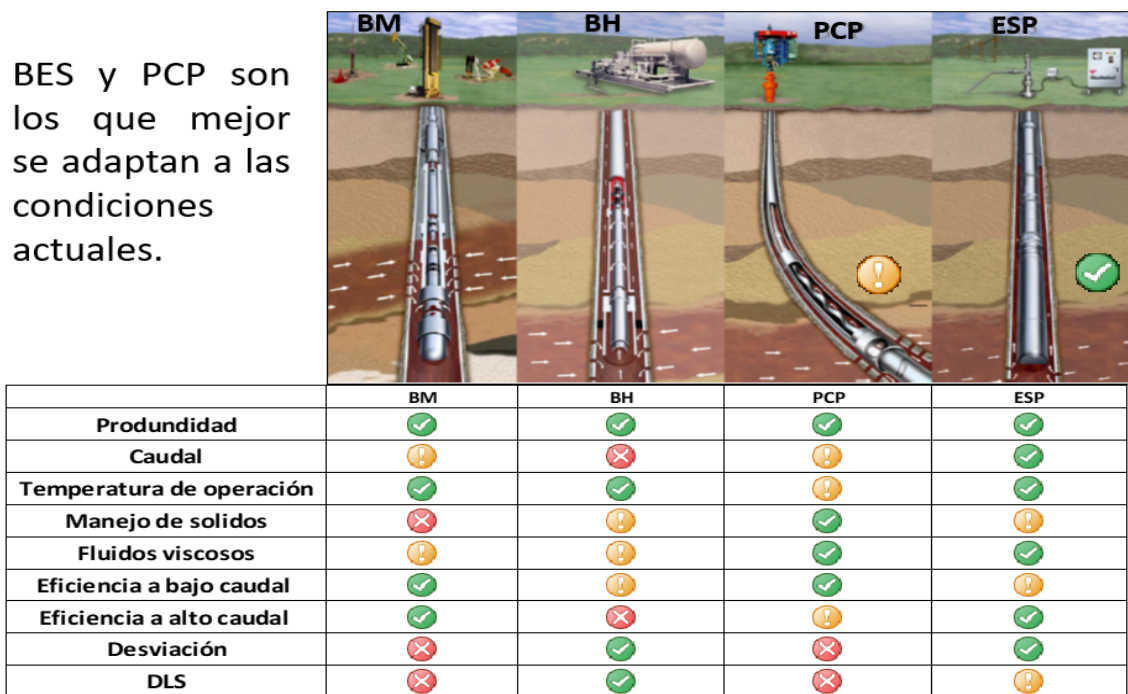 BES y PCP son
los que mejor
se adaptan a las
condiciones
actuales.
BM BH PCP ESP
BM BH PCP ESP
Produndidad
Caudal
Temperatura de operación
Manejo de solidos
Fluidos viscosos
Eficiencia a bajo caudal
Eficiencia a alto caudal
Desviación
DLS